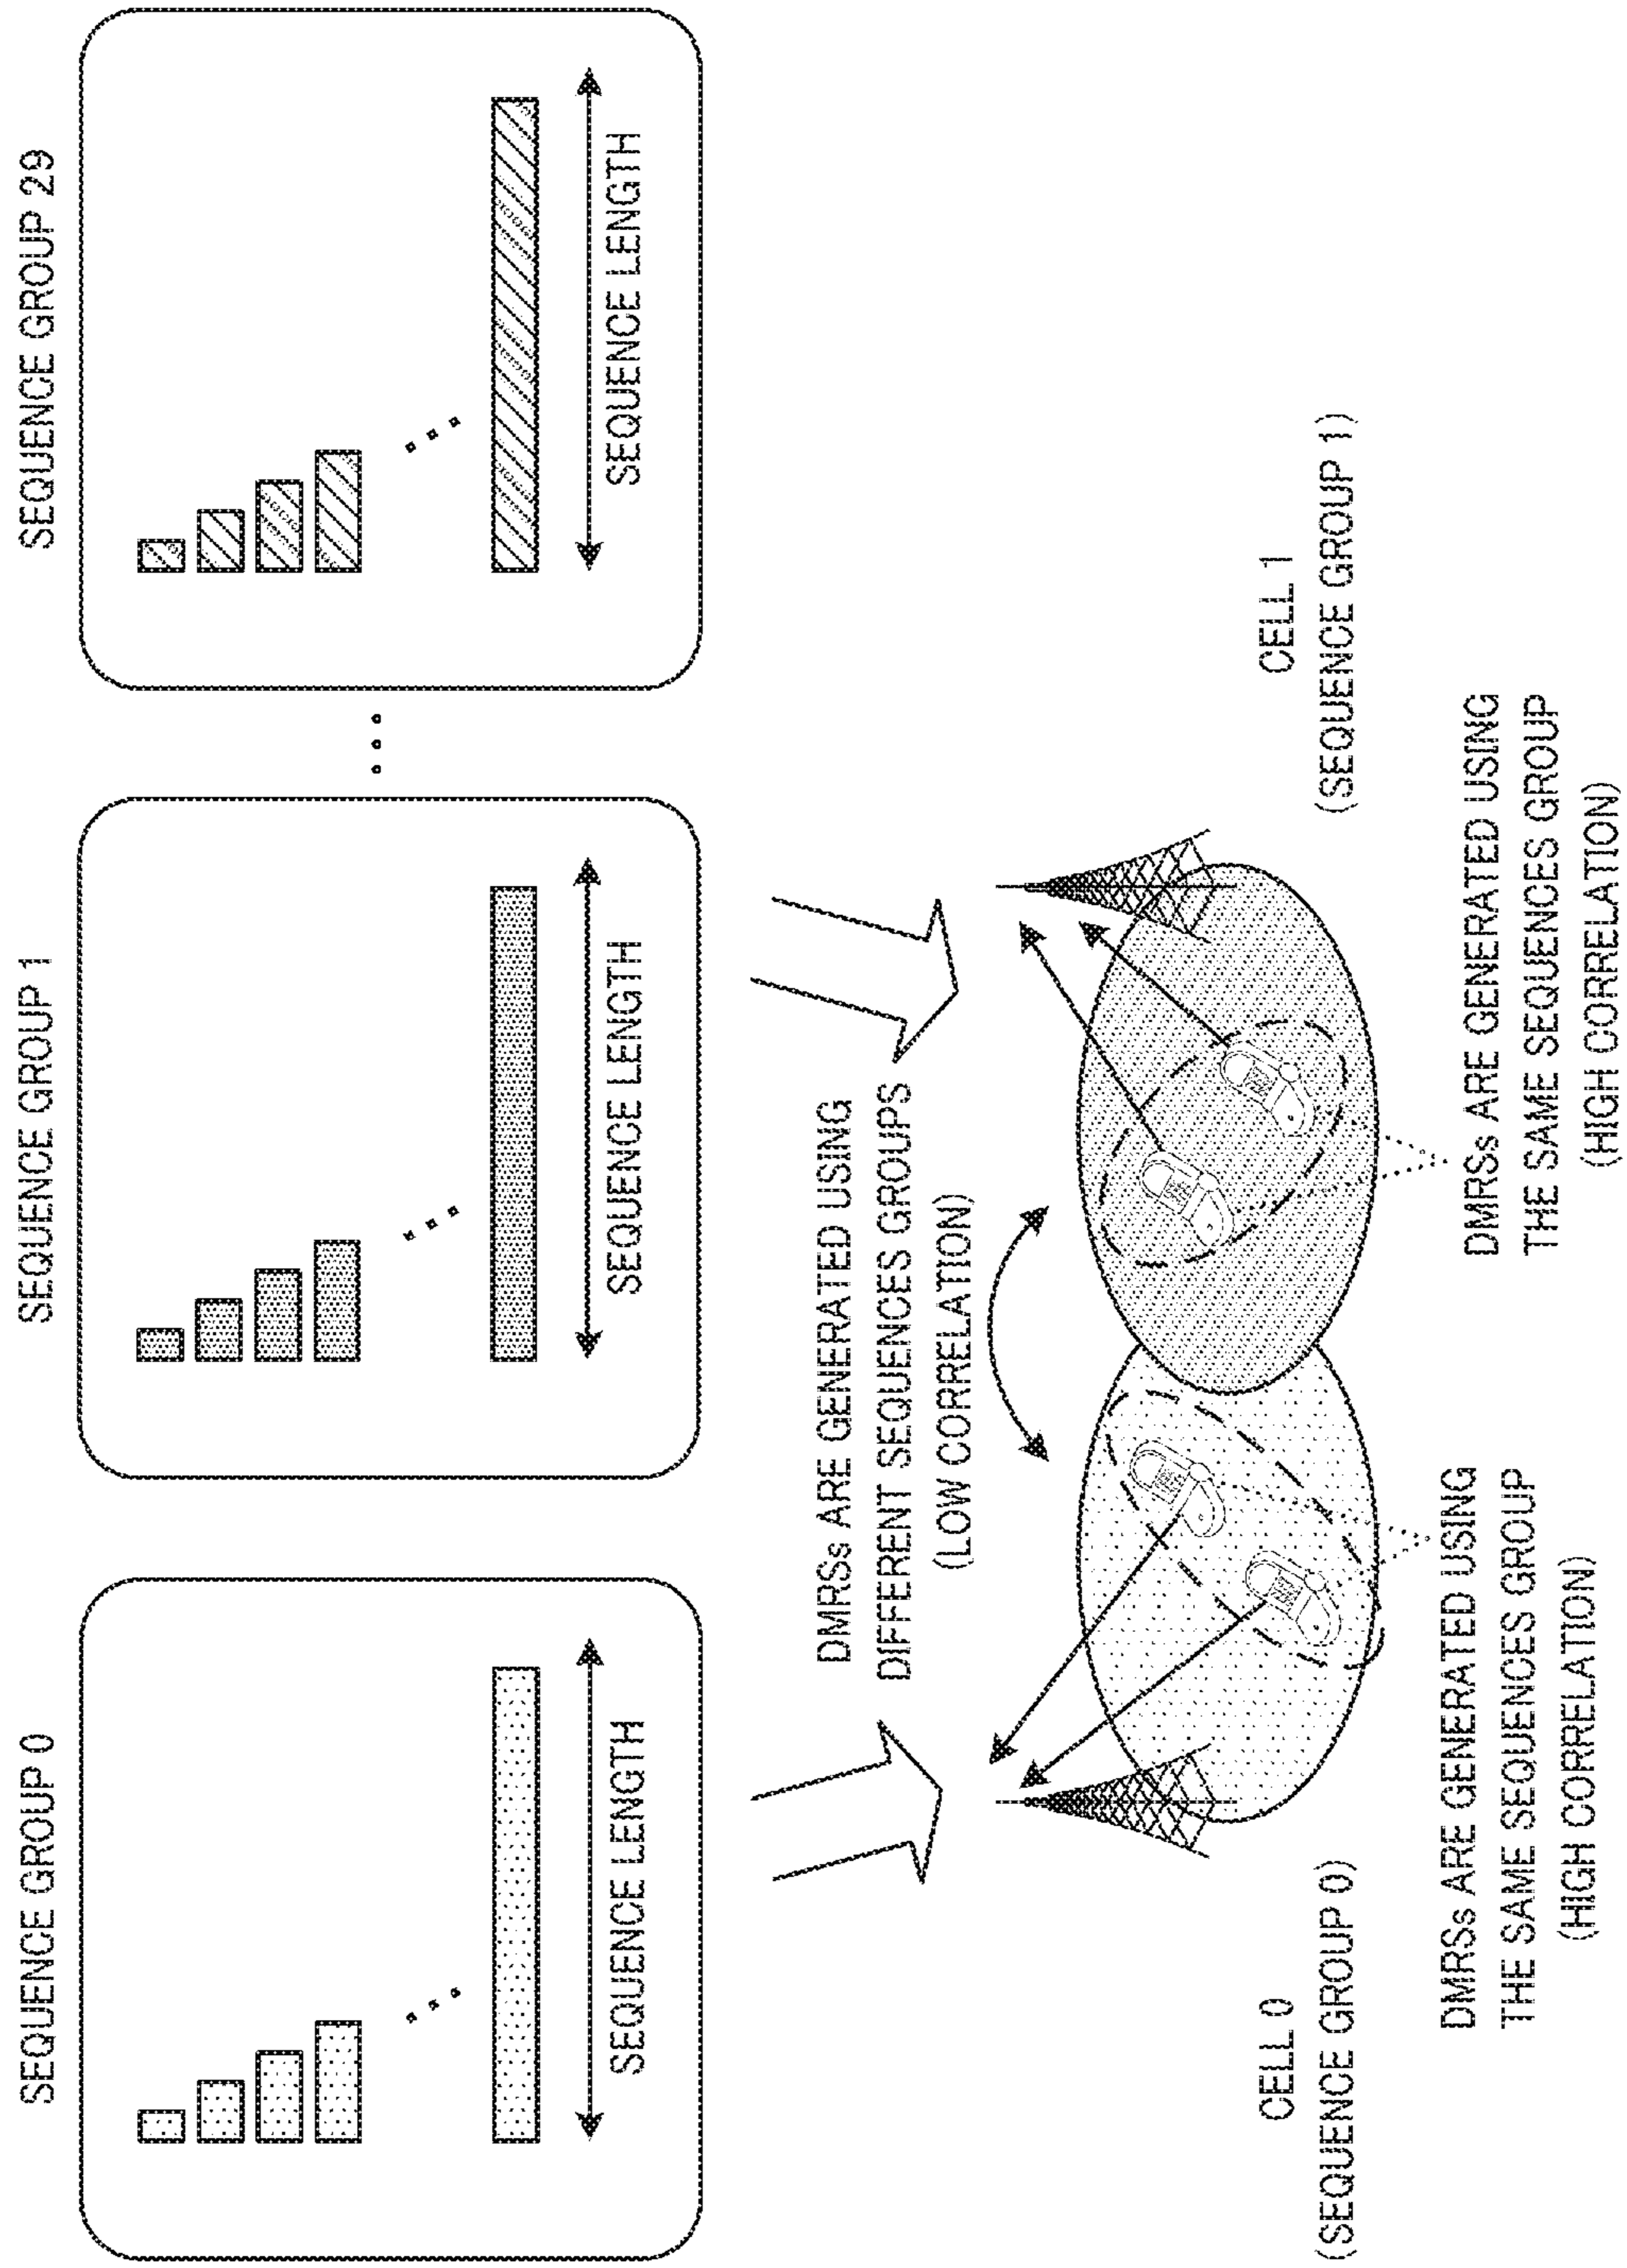 SEQUENCE GROUP 0
SEQUENCE LENGTH
SEQUENCE GROUP 1
SEQUENCE LENGTH
SEQUENCE GROUP 29
SEQUENCE LENGTH
DMRSs ARE GENERATED USING
DIFFERENT SEQUENCES GROUPS
(LOW CORRELATION)
CELL 0
(SEQUENCE GROUP 0)
CELL 1
(SEQUENCE GROUP 1)
DMRSs ARE GENERATED USING
THE SAME SEQUENCES GROUP
(HIGH CORRELATION)
DMRSs ARE GENERATED USING
THE SAME SEQUENCES GROUP
(HIGH CORRELATION)